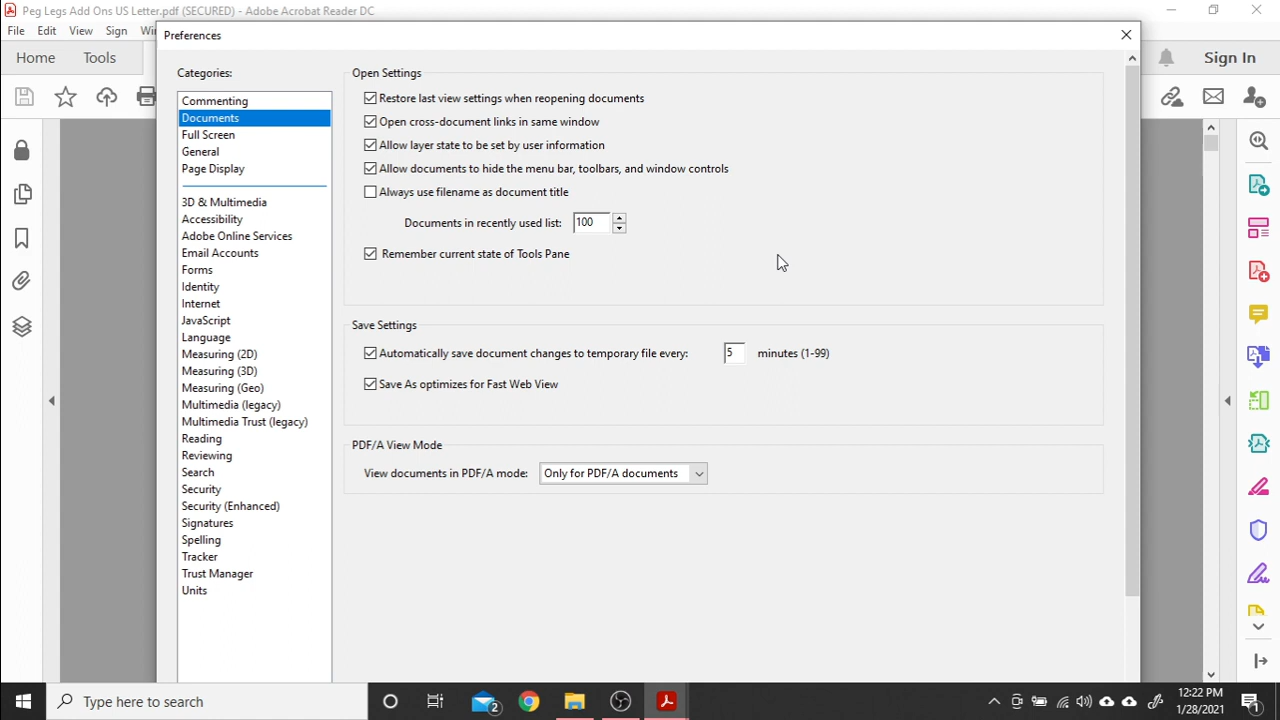 Peg Legs Add Ons US Letter.pdf (SECURED) - Adobe Acrobat Reader DC
File Edit View Sign Win
Preferences
Home Tools
Sign In
Categories:
Commenting
Documents
Full Screen
General
Page Display
3D & Multimedia
Accessibility
Adobe Online Services
Email Accounts
Forms
Identity
Internet
JavaScript
Language
Measuring (2D)
Measuring (3D)
Measuring (Geo)
Multimedia (legacy)
Multimedia Trust (legacy)
Reading
Reviewing
Search
Security
Security (Enhanced)
Signatures
Spelling
Tracker
Trust Manager
Units
Open Settings
Restore last view settings when reopening documents
Open cross-document links in same window
Allow layer state to be set by user information
Allow documents to hide the menu bar, toolbars, and window controls
Always use filename as document title
Documents in recently used list: 100
Remember current state of Tools Pane
Save Settings
Automatically save document changes to temporary file every: 5 minutes (1-99)
Save As optimizes for Fast Web View
PDF/A View Mode
View documents in PDF/A mode: Only for PDF/A documents
Type here to search
2
12:22 PM
1/28/2021
1